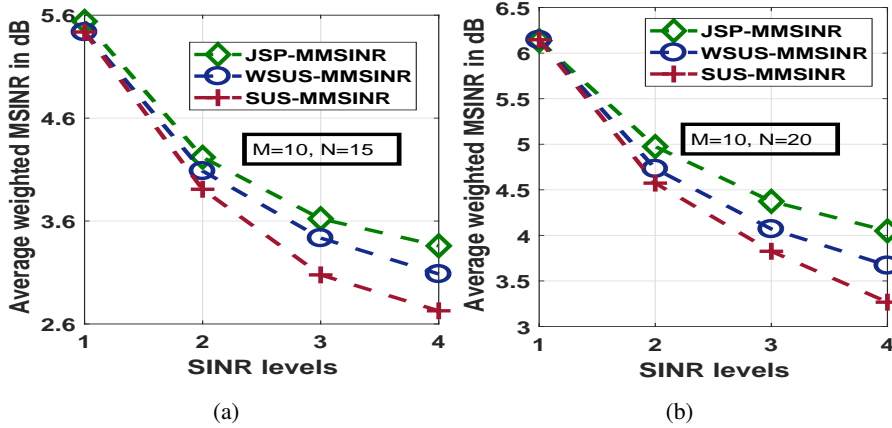 Average weighted MSINR in dB
5.6
4.6
3.6
2.6
JSP-MMSINR
WSUS-MMSINR
SUS-MMSINR
M=10, N=15
1 2 3 4
SINR levels
(a)
Average weighted MSINR in dB
6.5
6
5.5
5
4.5
4
3.5
3
JSP-MMSINR
WSUS-MMSINR
SUS-MMSINR
M=10, N=20
1 2 3 4
SINR levels
(b)